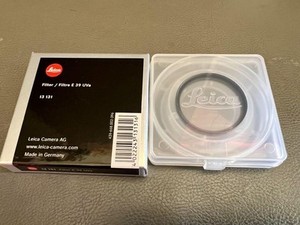 Leica
Filter / Filtre E 39 UVa
13 131
Leica Camera AG
www.leica-camera.com
Made in Germany
Leica